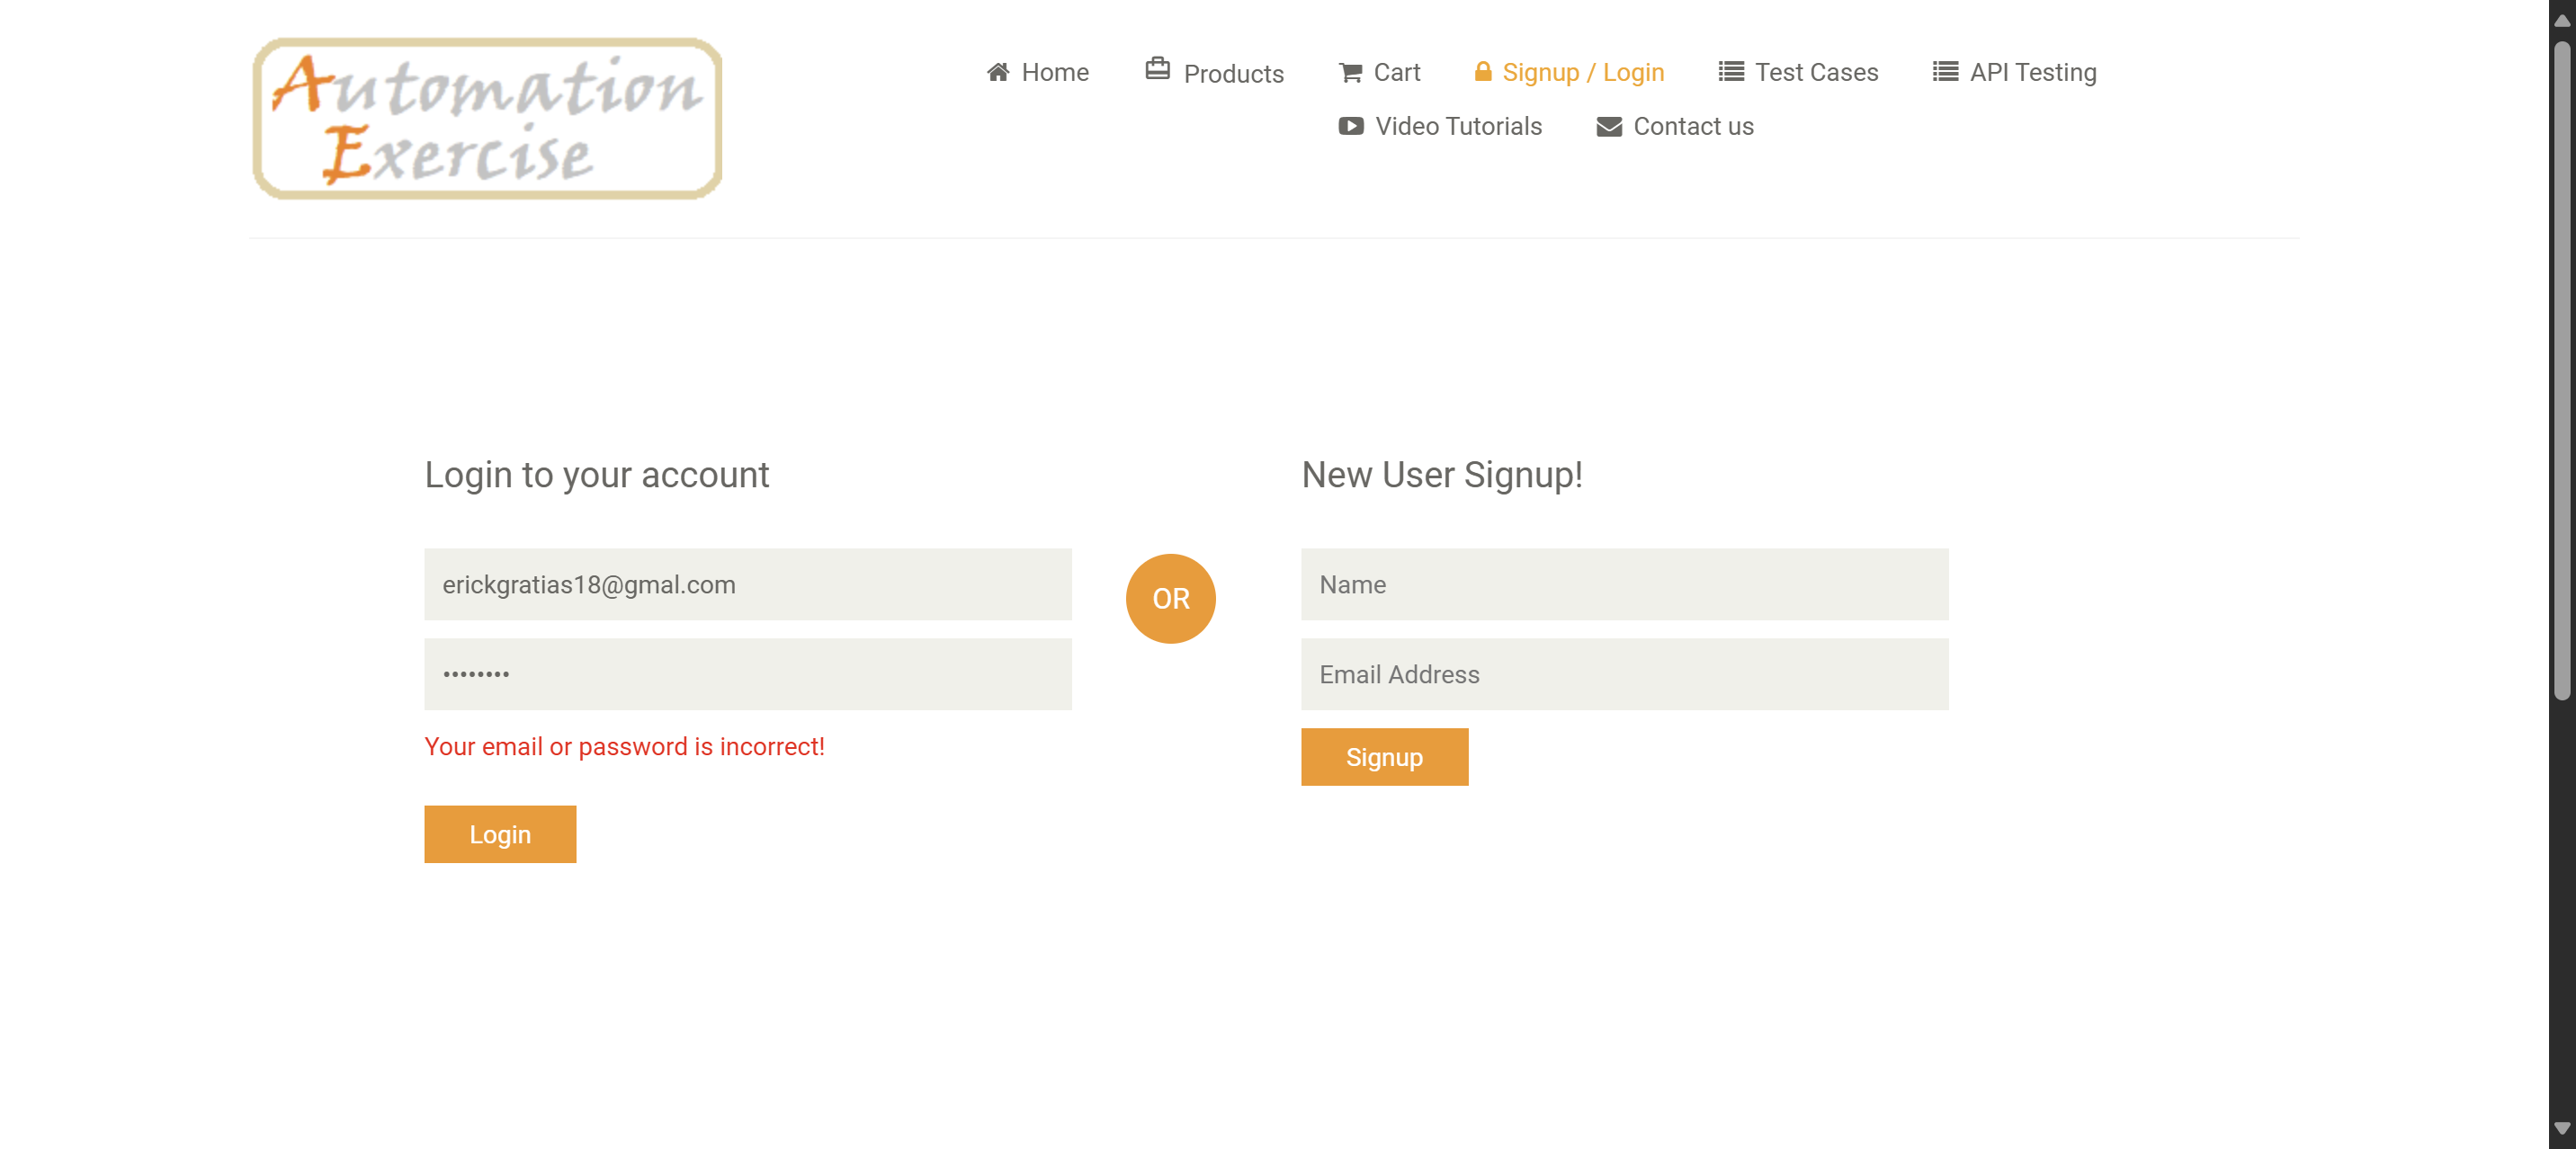 Automation
Exercise
Home
Products
Cart
Signup / Login
Test Cases
API Testing
Video Tutorials
Contact us
Login to your account
erickgratias18@gmal.com
••••••••
Your email or password is incorrect!
Login
OR
New User Signup!
Name
Email Address
Signup